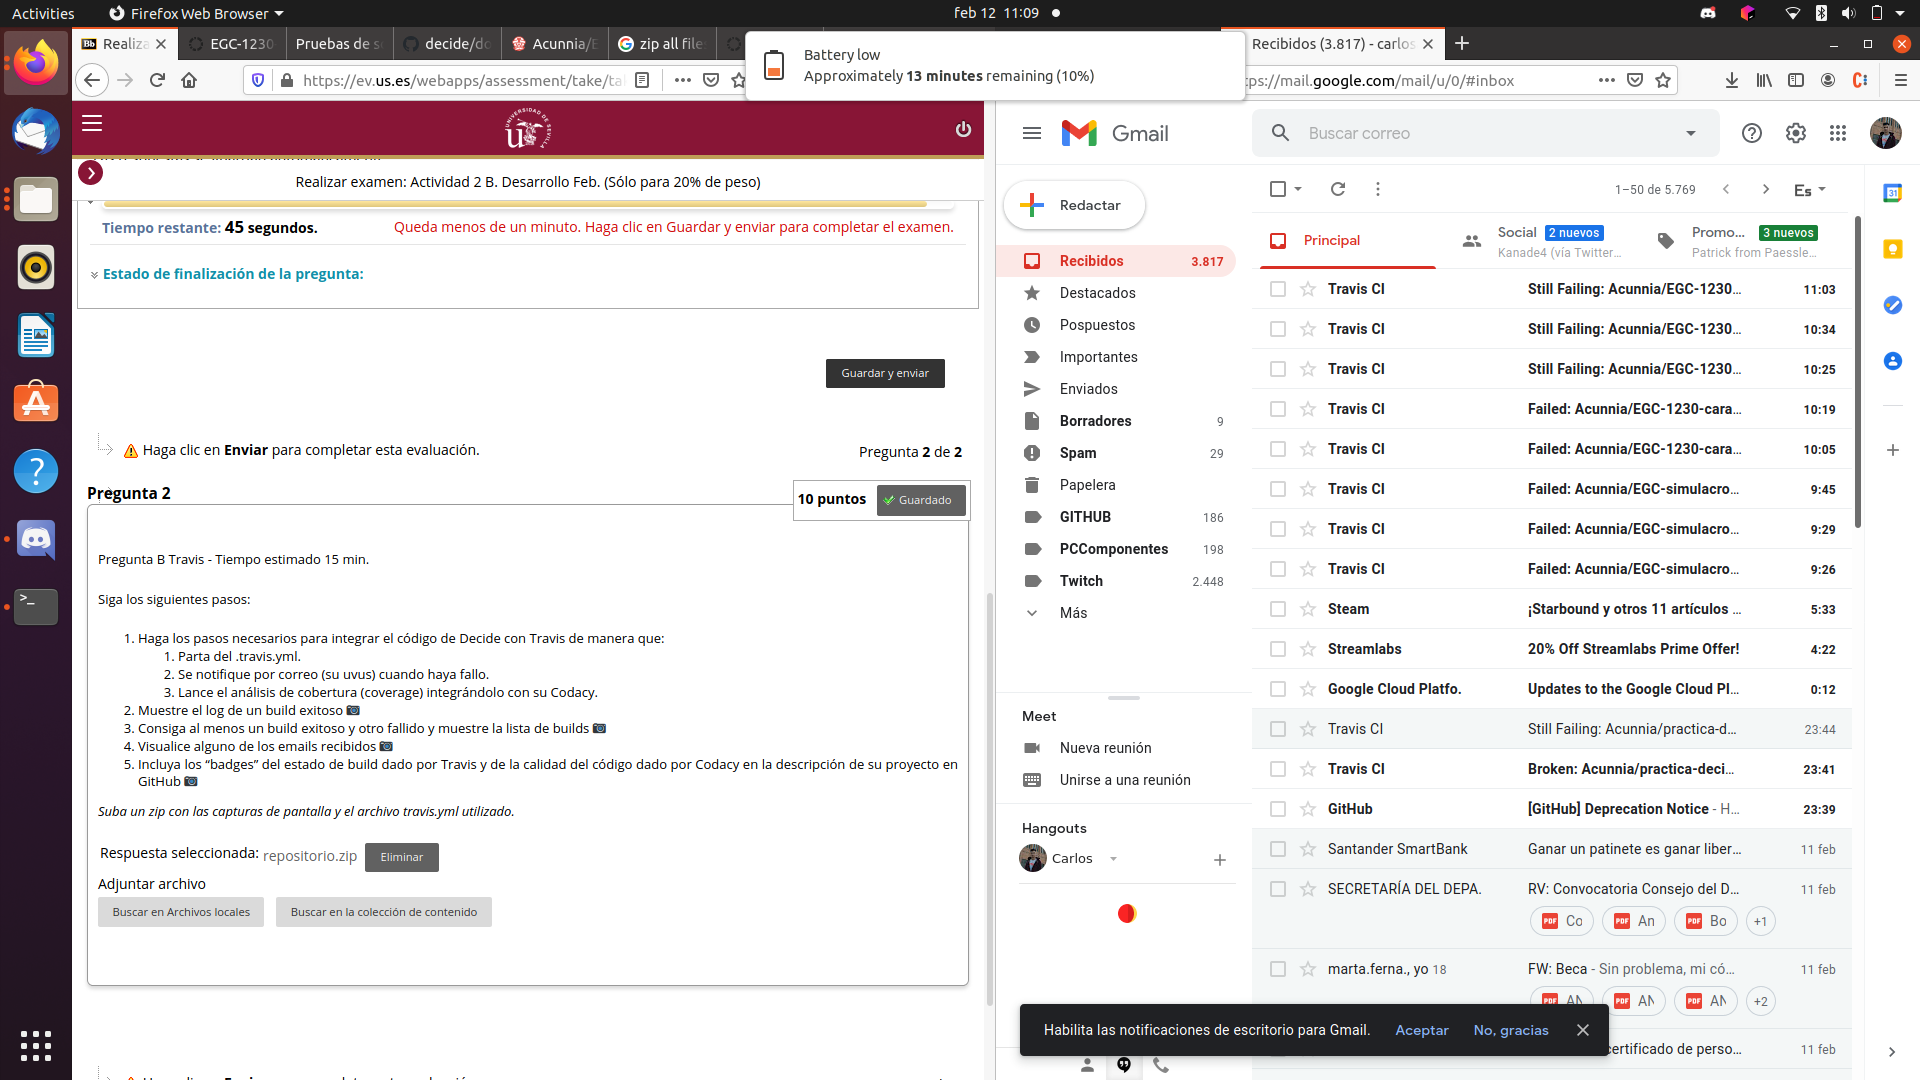 Activities
Firefox Web Browser
feb 12 11:09
Realiza
EGC-1230
Pruebas de s
decide/do
Acunnia/E
zip all file
Recibidos (3.817) - carlos
Battery low
Approximately 13 minutes remaining (10%)
https://ev.us.es/webapps/assessment/take/ta
ps://mail.google.com/mail/u/0/#inbox
Realizar examen: Actividad 2 B. Desarrollo Feb. (Sólo para 20% de peso)
Tiempo restante: 45 segundos.
Queda menos de un minuto. Haga clic en Guardar y enviar para completar el examen.
Estado de finalización de la pregunta:
Guardar y enviar
Haga clic en Enviar para completar esta evaluación.
Pregunta 2 de 2
Pregunta 2
10 puntos
Guardado
Pregunta B Travis - Tiempo estimado 15 min.
Siga los siguientes pasos:
1. Haga los pasos necesarios para integrar el código de Decide con Travis de manera que:
1. Parta del .travis.yml.
2. Se notifique por correo (su uvus) cuando haya fallo.
3. Lance el análisis de cobertura (coverage) integrándolo con su Codacy.
2. Muestre el log de un build exitoso
3. Consiga al menos un build exitoso y otro fallido y muestre la lista de builds
4. Visualice alguno de los emails recibidos
5. Incluya los “badges” del estado de build dado por Travis y de la calidad del código dado por Codacy en la descripción de su proyecto en
GitHub
Suba un zip con las capturas de pantalla y el archivo travis.yml utilizado.
Respuesta seleccionada: repositorio.zip
Eliminar
Adjuntar archivo
Buscar en Archivos locales
Buscar en la colección de contenido
Gmail
Buscar correo
Redactar
Recibidos 3.817
Destacados
Pospuestos
Importantes
Enviados
Borradores 9
Spam 29
Papelera
GITHUB 186
PCComponentes 198
Twitch 2.448
Más
Meet
Nueva reunión
Unirse a una reunión
Hangouts
Carlos
1–50 de 5.769
Es
Principal
Social 2 nuevos
Kanade4 (vía Twitter...
Promo... 3 nuevos
Patrick from Paessle...
Travis CI Still Failing: Acunnia/EGC-1230... 11:03
Travis CI Still Failing: Acunnia/EGC-1230... 10:34
Travis CI Still Failing: Acunnia/EGC-1230... 10:25
Travis CI Failed: Acunnia/EGC-1230-cara... 10:19
Travis CI Failed: Acunnia/EGC-1230-cara... 10:05
Travis CI Failed: Acunnia/EGC-simulacro... 9:45
Travis CI Failed: Acunnia/EGC-simulacro... 9:29
Travis CI Failed: Acunnia/EGC-simulacro... 9:26
Steam ¡Starbound y otros 11 artículos ... 5:33
Streamlabs 20% Off Streamlabs Prime Offer! 4:22
Google Cloud Platfo. Updates to the Google Cloud Pl... 0:12
Travis CI Still Failing: Acunnia/practica-d... 23:44
Travis CI Broken: Acunnia/practica-deci... 23:41
GitHub [GitHub] Deprecation Notice - H... 23:39
Santander SmartBank Ganar un patinete es ganar liber... 11 feb
SECRETARÍA DEL DEPA. RV: Convocatoria Consejo del D... 11 feb
PDF Co PDF An PDF Bo +1
marta.ferna., yo 18 FW: Beca - Sin problema, mi có... 11 feb
PDF AN PDF AN PDF AN +2
certificado de perso... 11 feb
Habilita las notificaciones de escritorio para Gmail. Aceptar No, gracias